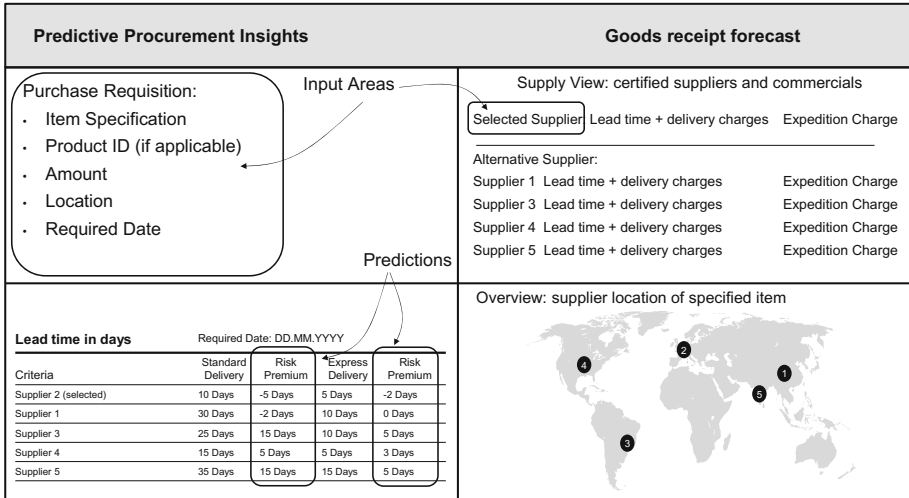 Predictive Procurement Insights
Goods receipt forecast
Purchase Requisition:
• Item Specification
• Product ID (if applicable)
• Amount
• Location
• Required Date
Input Areas
Predictions
Supply View: certified suppliers and commercials
Selected Supplier Lead time + delivery charges Expedition Charge
Alternative Supplier:
Supplier 1 Lead time + delivery charges Expedition Charge
Supplier 3 Lead time + delivery charges Expedition Charge
Supplier 4 Lead time + delivery charges Expedition Charge
Supplier 5 Lead time + delivery charges Expedition Charge
Lead time in days Required Date: DD.MM.YYYY
Criteria Standard Delivery Risk Premium Express Delivery Risk Premium
Supplier 2 (selected) 10 Days -5 Days 5 Days -2 Days
Supplier 1 30 Days -2 Days 10 Days 0 Days
Supplier 3 25 Days 15 Days 10 Days 5 Days
Supplier 4 15 Days 5 Days 5 Days 3 Days
Supplier 5 35 Days 15 Days 15 Days 5 Days
Overview: supplier location of specified item
2
4
1
5
3